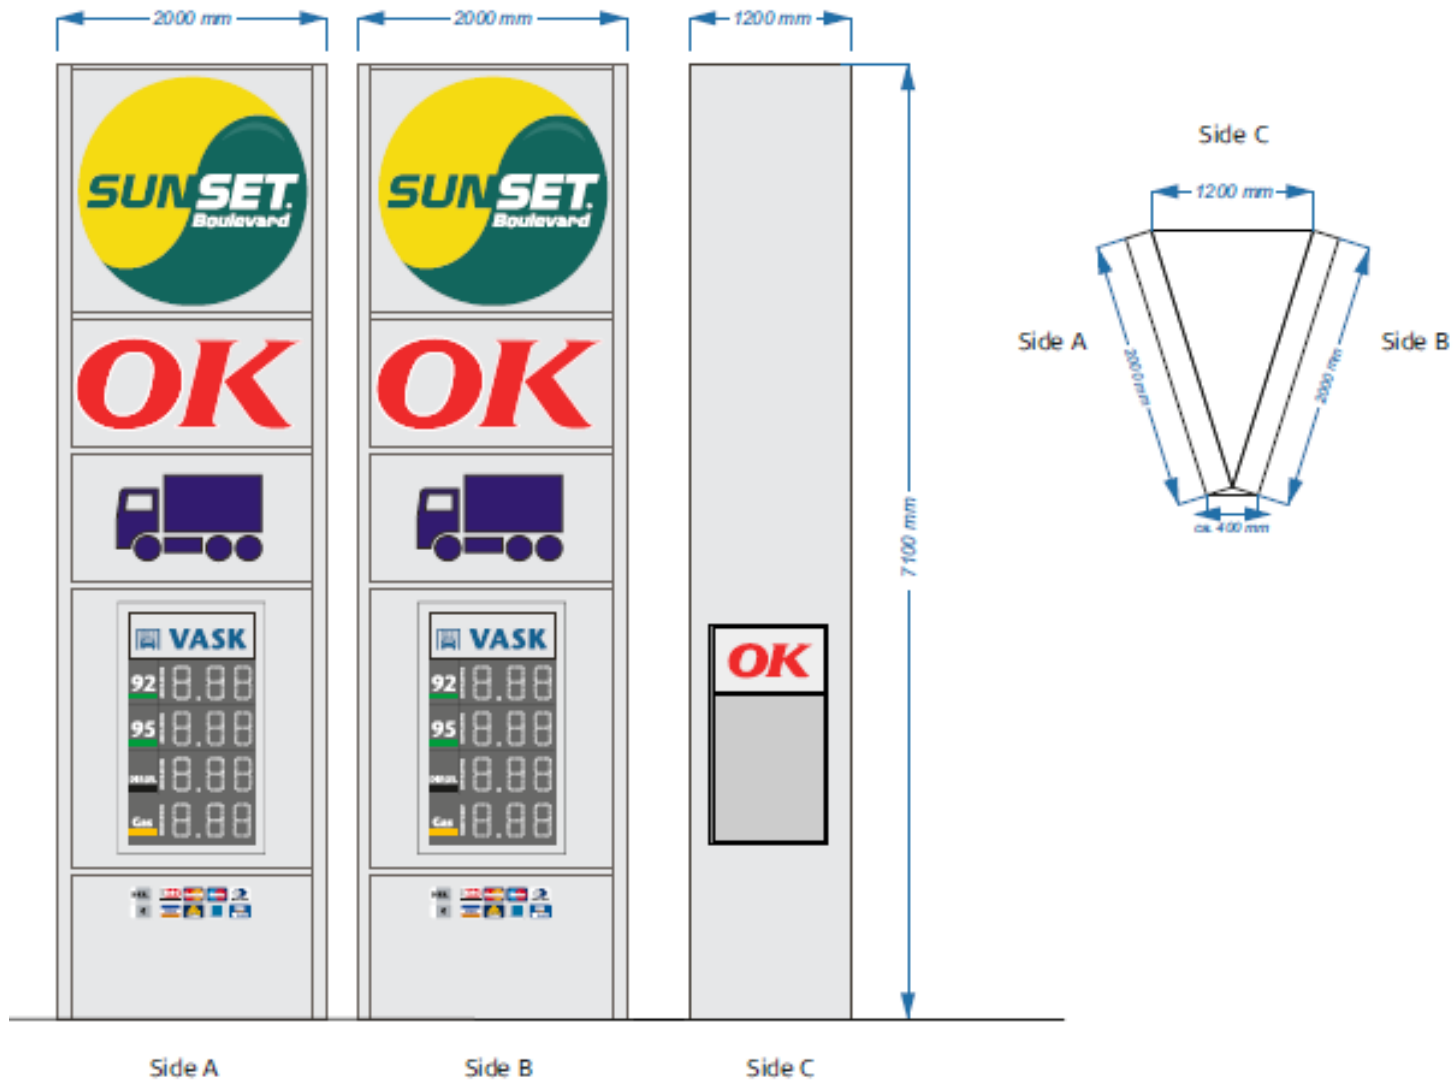 2000 mm
2000 mm
1200 mm
SUNSET.
Boulevard
SUNSET.
Boulevard
OK
OK
VASK
92 8.88
95 8.88
8.88
Gas 8.88
VASK
92 8.88
95 8.88
8.88
Gas 8.88
OK
7100 mm
Side A
Side B
Side C
Side C
1200 mm
Side A
Side B
2000 mm
2000 mm
ca. 400 mm